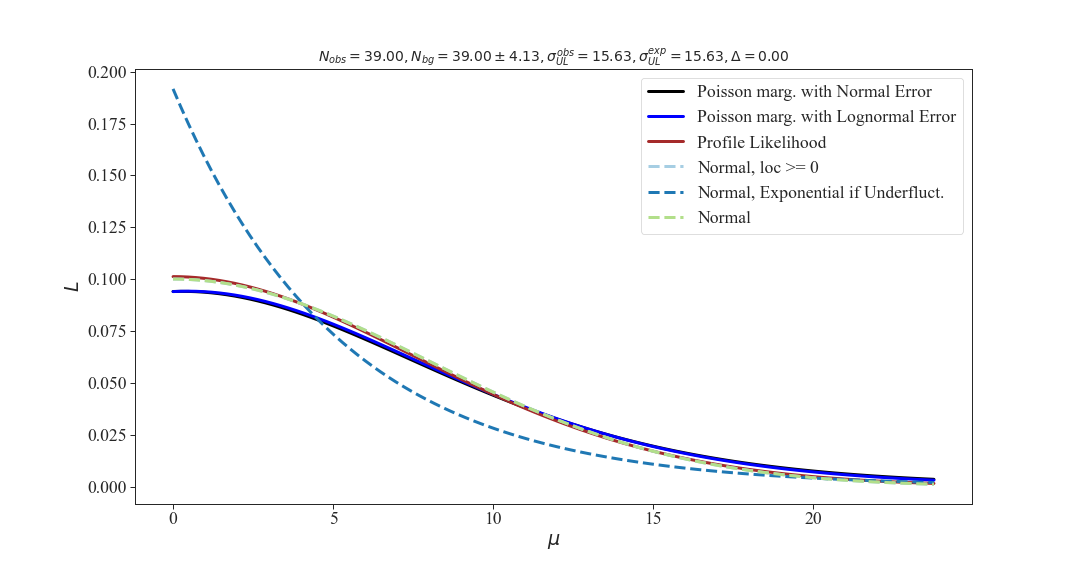 N_obs = 39.00, N_bg = 39.00 ± 4.13, σ_UL^obs = 15.63, σ_UL^exp = 15.63, Δ = 0.00
0.200
0.175
0.150
0.125
0.100
0.075
0.050
0.025
0.000
L
Poisson marg. with Normal Error
Poisson marg. with Lognormal Error
Profile Likelihood
Normal, loc >= 0
Normal, Exponential if Underfluct.
Normal
0 5 10 15 20
μ